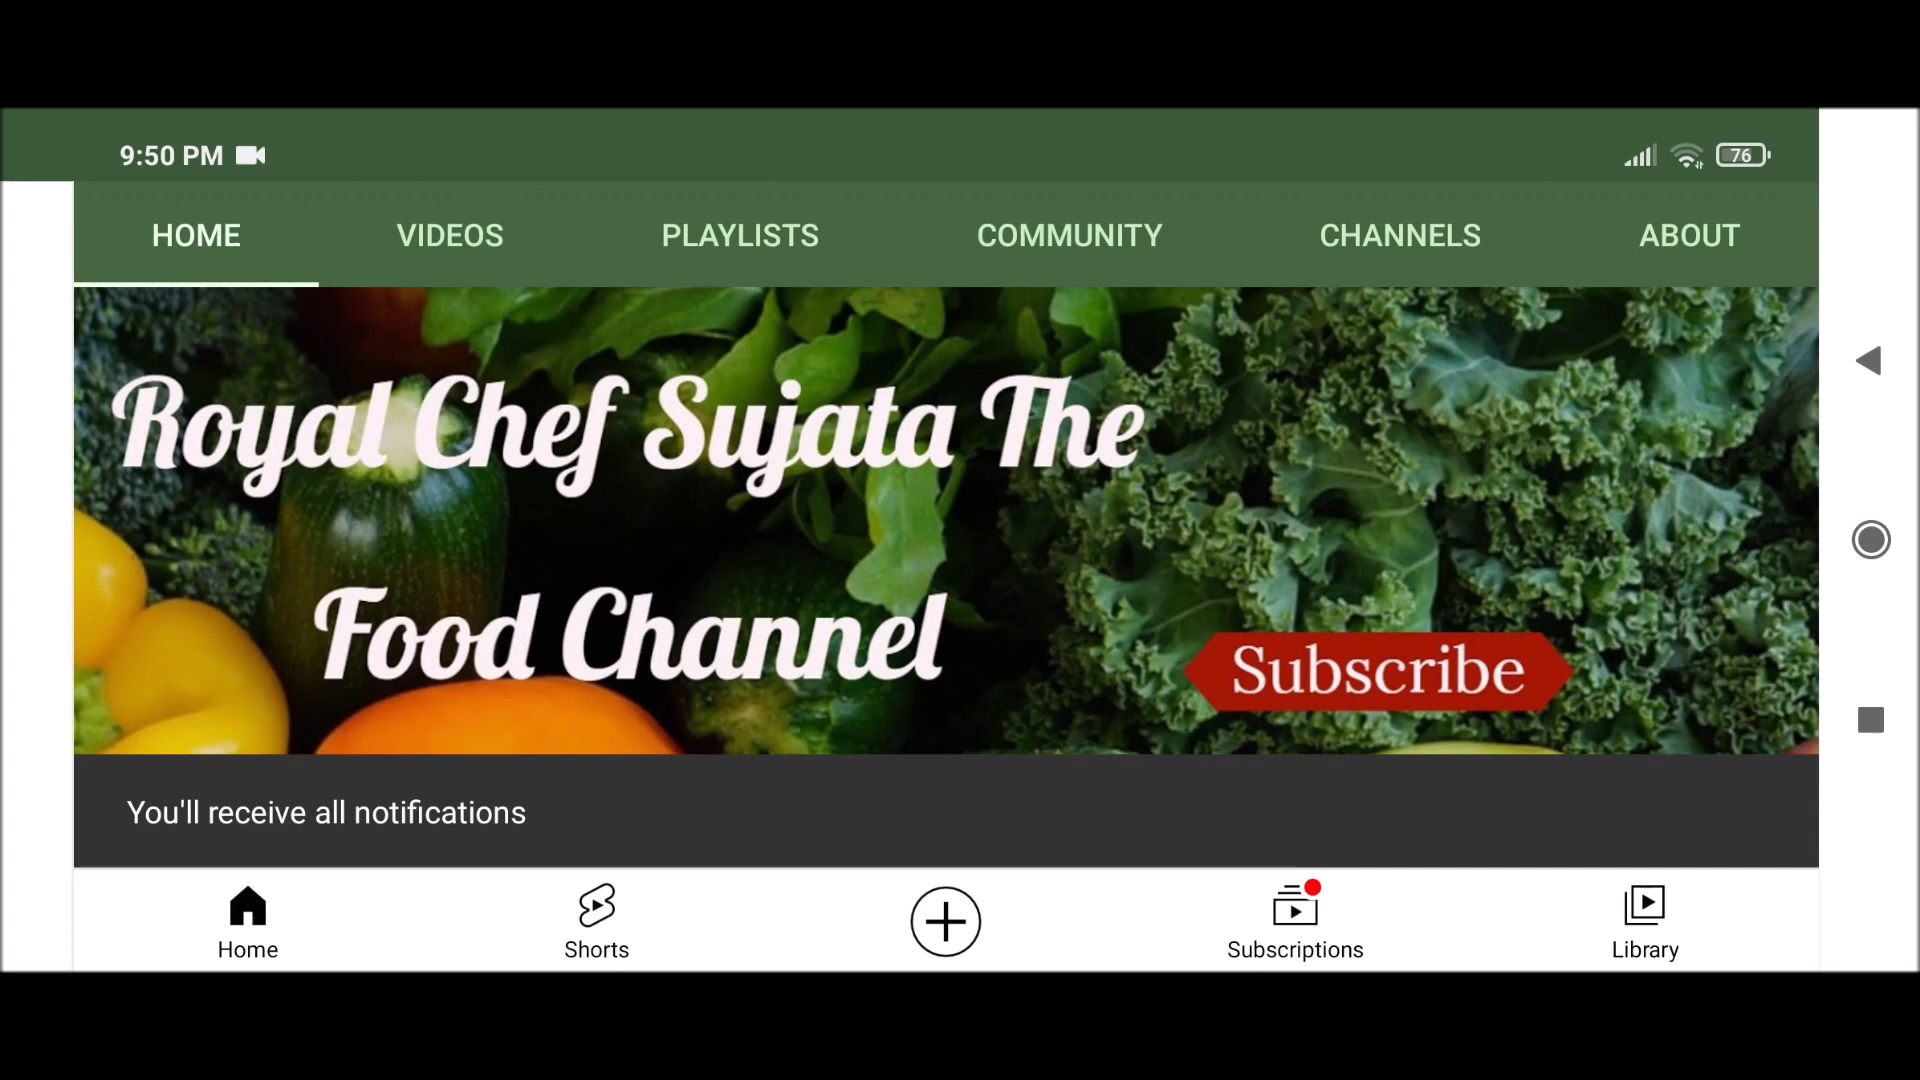 9:50 PM
76
HOME VIDEOS PLAYLISTS COMMUNITY CHANNELS ABOUT
Royal Chef Sujata The
Food Channel
Subscribe
You'll receive all notifications
Home Shorts Subscriptions Library